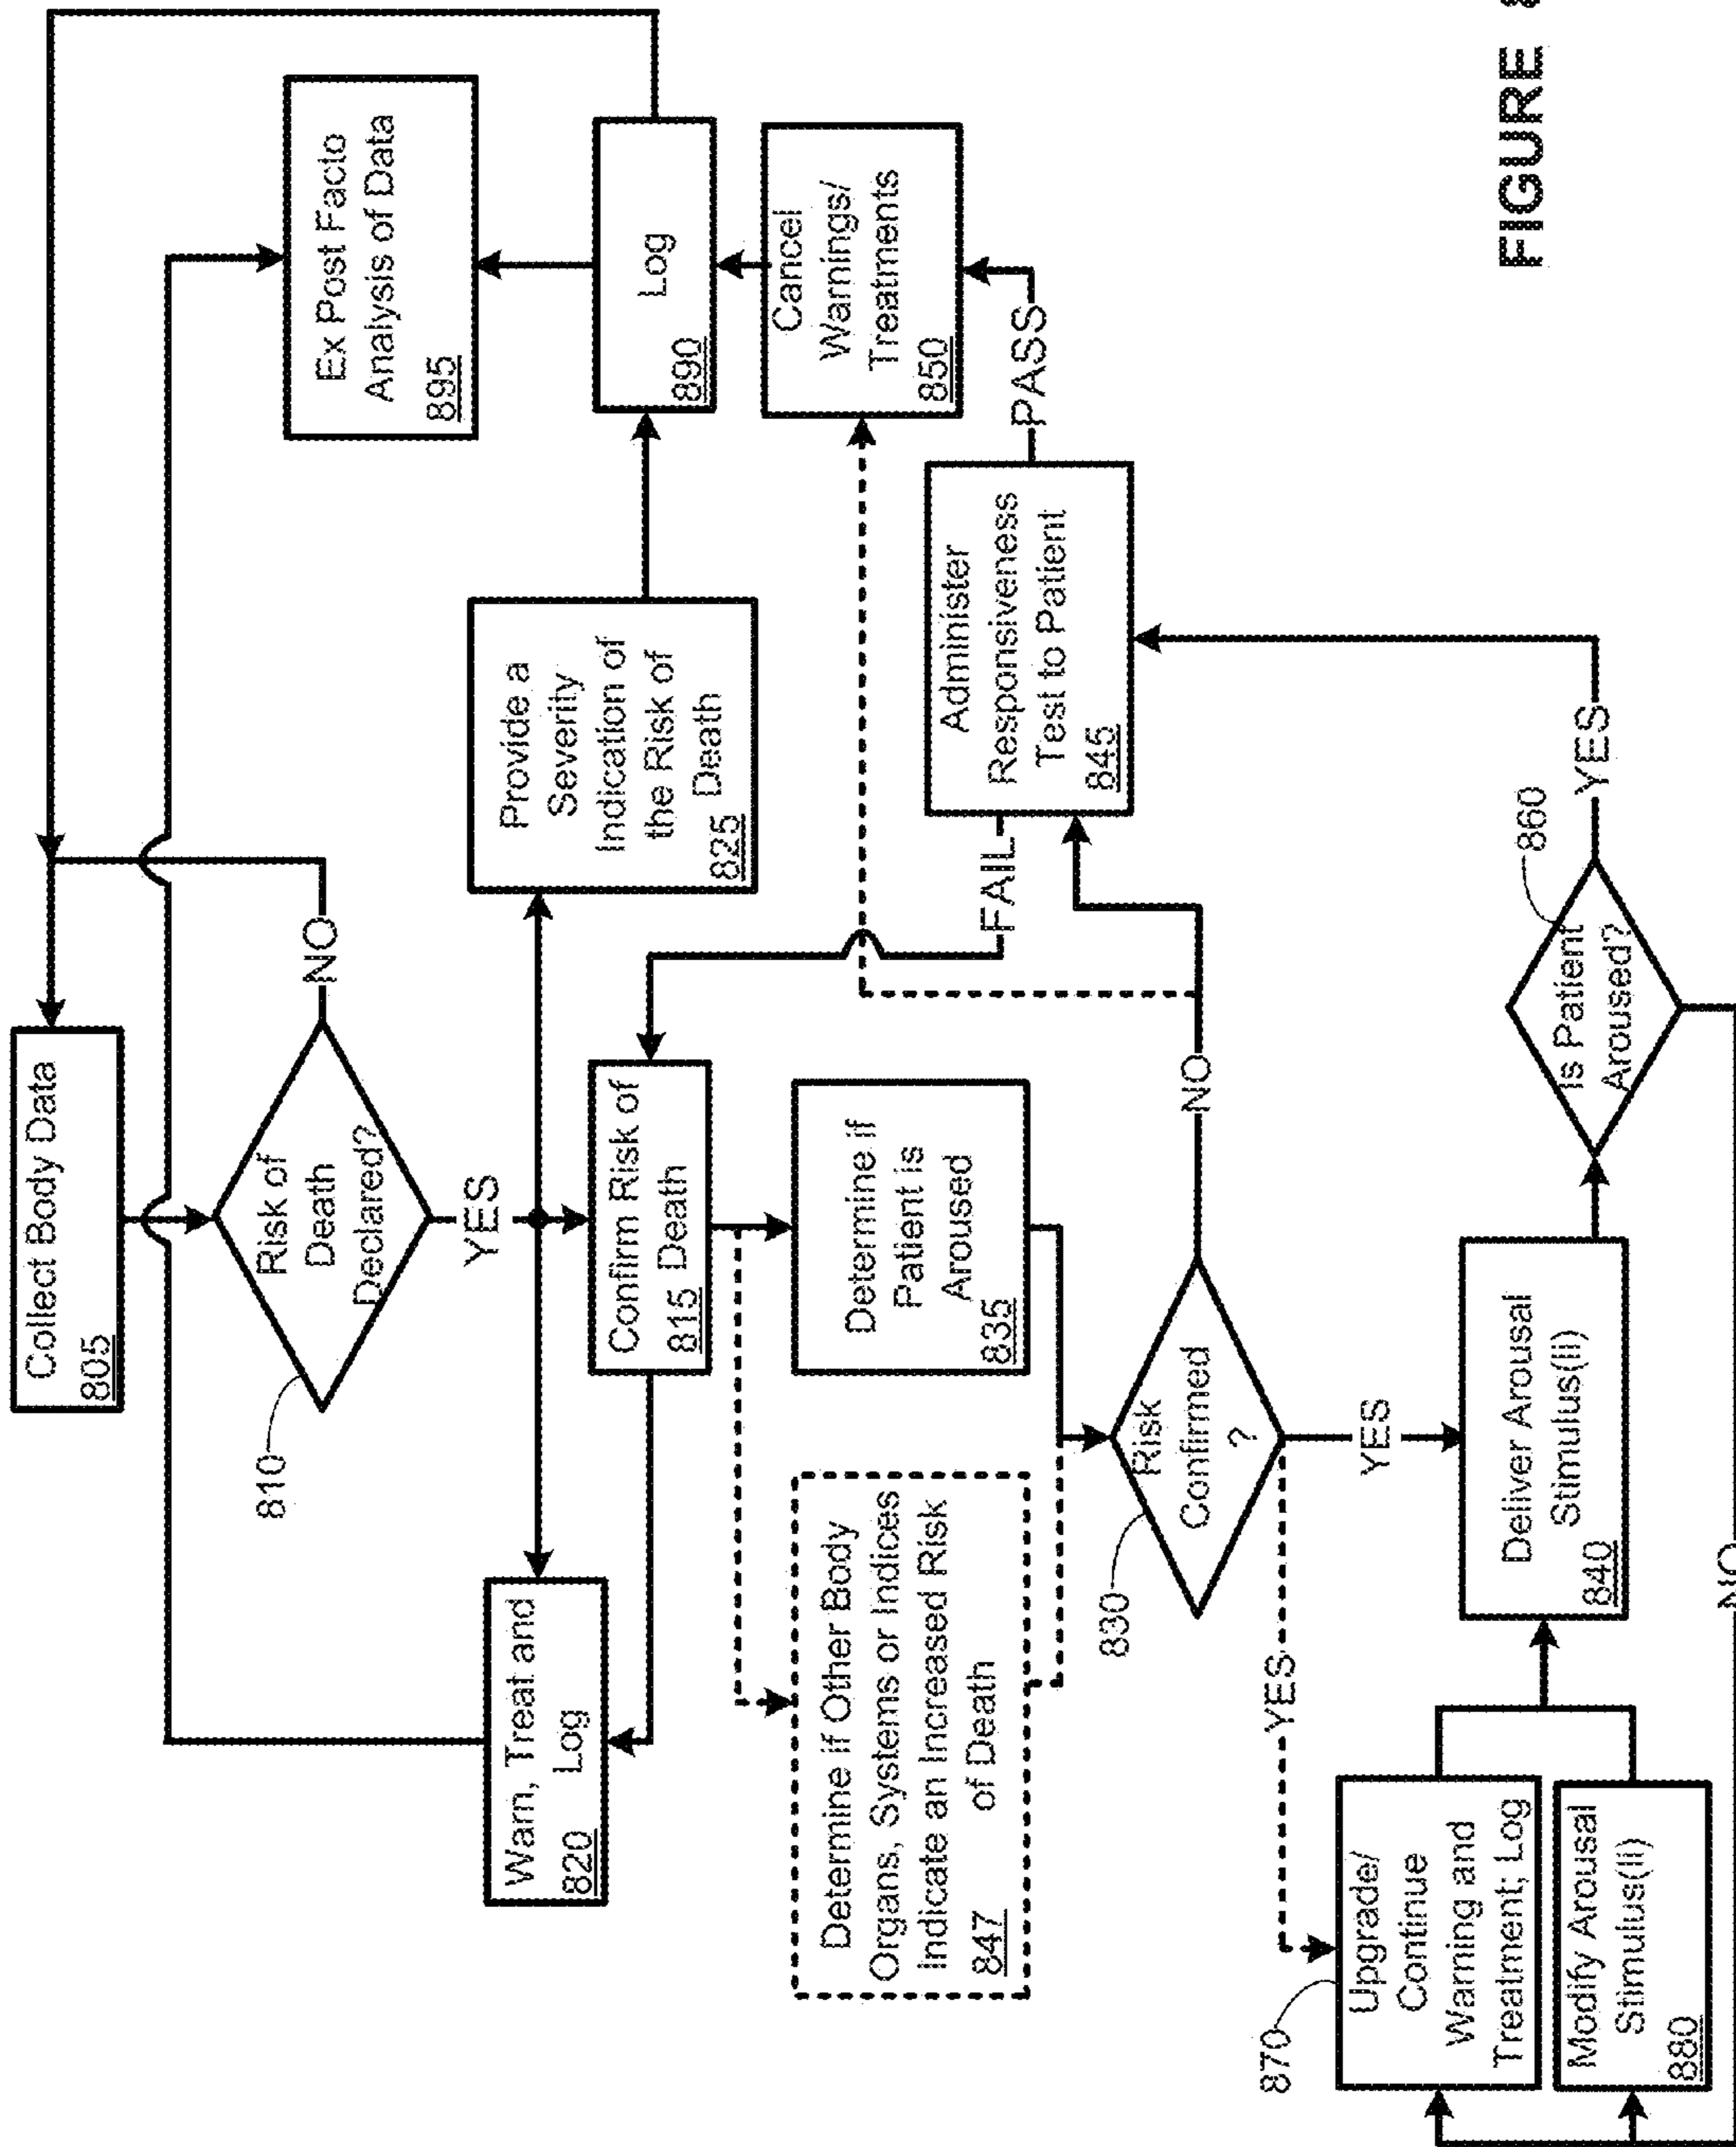 Collect Body Data
805
Risk of
Death
Declared?
810
NO
YES
Warn, Treat and
820 Log
Confirm Risk of
815 Death
Provide a
Severity
Indication of
the Risk of
825 Death
Log
890
Ex Post Facto
Analysis of Data
895
Determine if Other Body
Organs, Systems or Indices
Indicate an Increased Risk
847 of Death
Determine if
Patient is
Aroused
835
FAIL
Administer
Responsiveness
Test to Patient
845
PASS
Cancel
Warnings/
Treatments
850
Risk
Confirmed
?
830
NO
YES
YES
870
Upgrade/
Continue
Warning and
Treatment; Log
Modify Arousal
Stimulus(li)
880
Deliver Arousal
Stimulus(li)
840
Is Patient
Aroused?
860
YES
NO
FIGURE